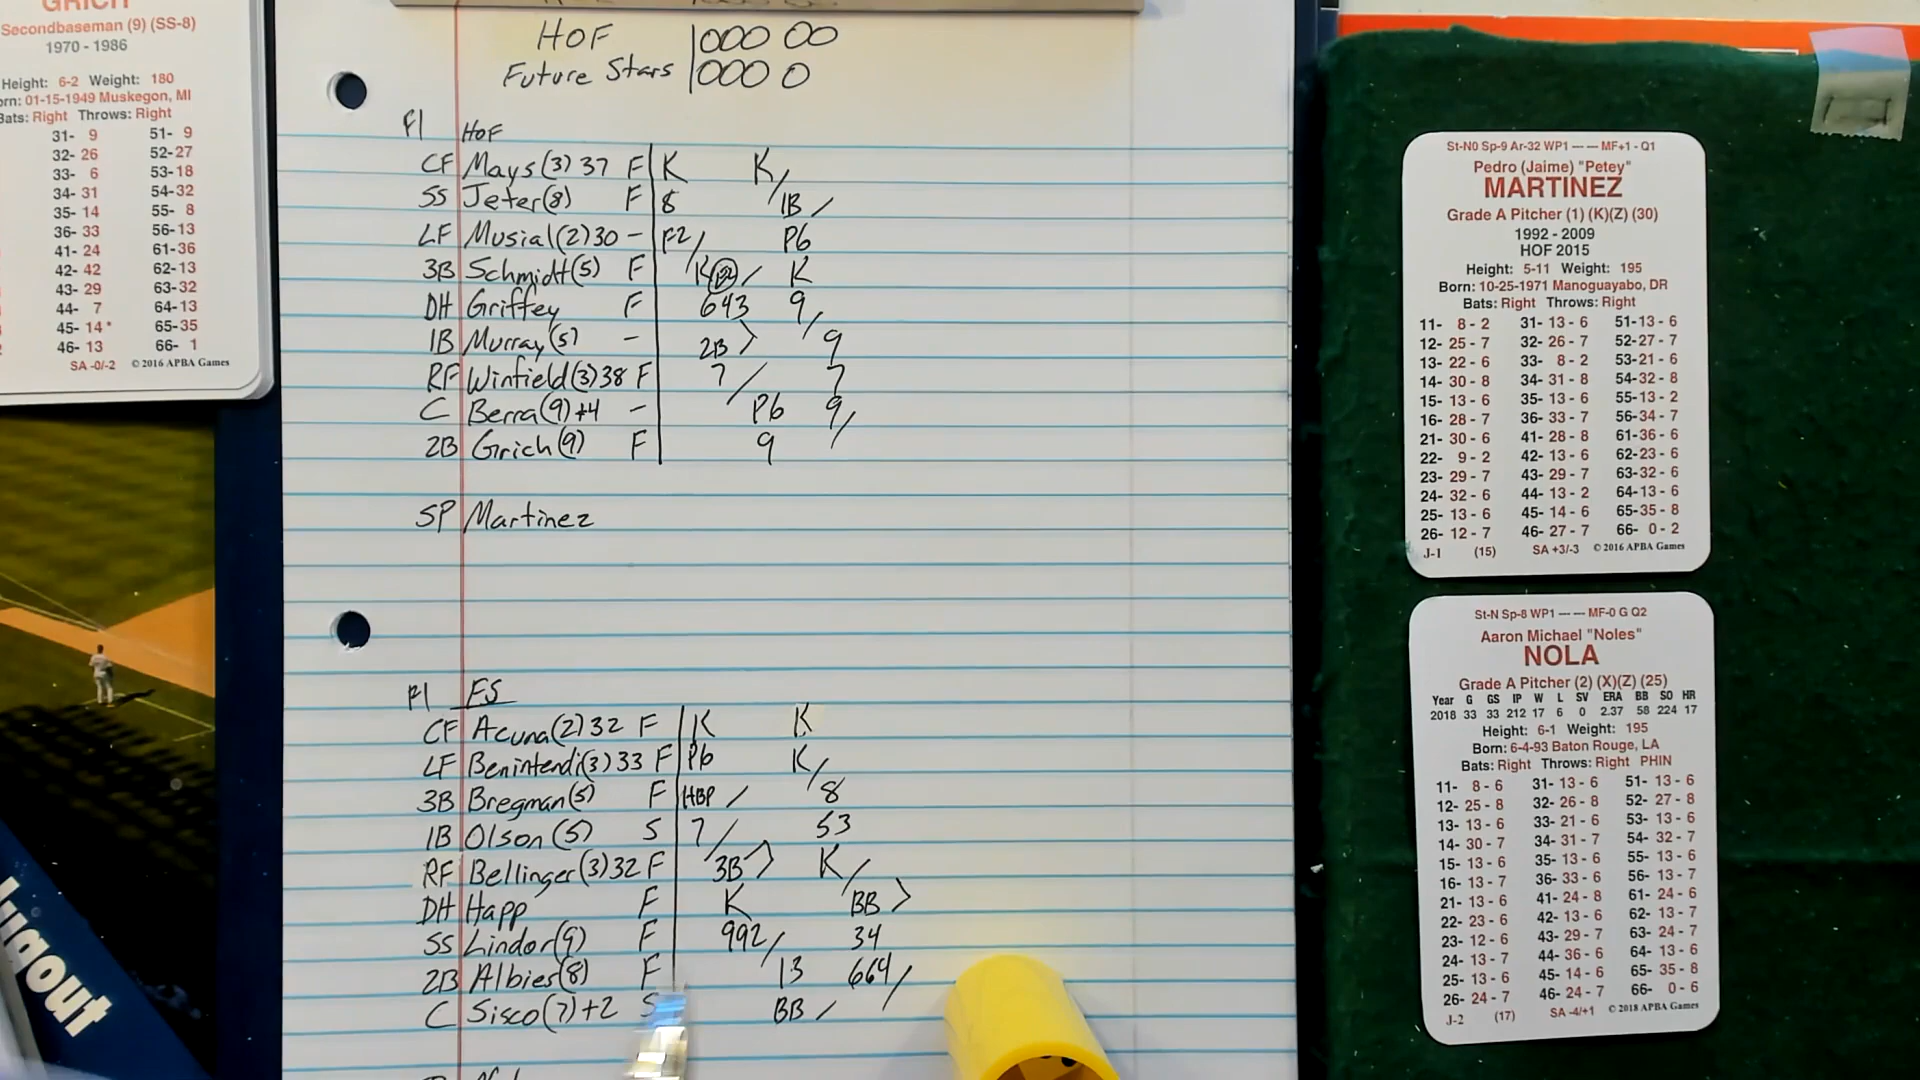 GRICH
Secondbaseman (9) (SS-8)
1970 - 1986
Height: 6-2 Weight: 180
orn: 01-15-1949 Muskegon, MI
Bats: Right Throws: Right
31- 9 51- 9
32- 26 52- 27
33- 6 53- 18
34- 31 54- 32
35- 14 55- 8
36- 33 56- 13
41- 24 61- 36
42- 42 62- 13
43- 29 63- 32
44- 7 64- 13
45- 14* 65- 35
46- 13 66- 1
SA -0/-2 © 2016 APBA Games
HOF 000 00
Future Stars 000 0
F1 HOF
CF Mays(3) 37 F K K
SS Jeter(8) F 8 1B
LF Musial(2) 30 - F2 P6
3B Schmidt(5) F K K
DH Griffey F 643 9
1B Murray(5) - 2B 9
RF Winfield(3) 38 F 7 7
C Berra(9)+4 - P6 9
2B Grich(9) F 9
SP Martinez
F1 FS
CF Acuna(2) 32 F K K
LF Benintendi(3) 33 F P6 K
3B Bregman(5) F HBP 8
1B Olson(5) S 7 53
RF Bellinger(3) 32 F 3B K
DH Happ F K BB
SS Lindor(9) F 992 34
2B Albies(8) F 13 664
C Sisco(7)+2 S BB
St-N0 Sp-9 Ar-32 WP1 --- --- MF+1 - Q1
Pedro (Jaime) "Petey"
MARTINEZ
Grade A Pitcher (1) (K)(Z) (30)
1992 - 2009
HOF 2015
Height: 5-11 Weight: 195
Born: 10-25-1971 Manoguayabo, DR
Bats: Right Throws: Right
11- 8 - 2 31- 13 - 6 51- 13 - 6
12- 25 - 7 32- 26 - 7 52- 27 - 7
13- 22 - 6 33- 8 - 2 53- 21 - 6
14- 30 - 8 34- 31 - 8 54- 32 - 8
15- 13 - 6 35- 13 - 6 55- 13 - 2
16- 28 - 7 36- 33 - 7 56- 34 - 7
21- 30 - 6 41- 28 - 8 61- 36 - 6
22- 9 - 2 42- 13 - 6 62- 23 - 6
23- 29 - 7 43- 29 - 7 63- 32 - 6
24- 32 - 6 44- 13 - 2 64- 13 - 6
25- 13 - 6 45- 14 - 6 65- 35 - 8
26- 12 - 7 46- 27 - 7 66- 0 - 2
J-1 (15) SA +3/-3 © 2016 APBA Games
St-N Sp-8 WP1 --- --- MF-0 G Q2
Aaron Michael "Noles"
NOLA
Grade A Pitcher (2) (X)(Z) (25)
Year G GS IP W L SV ERA BB SO HR
2018 33 33 212 17 6 0 2.37 58 224 17
Height: 6-1 Weight: 195
Born: 6-4-93 Baton Rouge, LA
Bats: Right Throws: Right PHIN
11- 8 - 6 31- 13 - 6 51- 13 - 6
12- 25 - 8 32- 26 - 8 52- 27 - 8
13- 13 - 6 33- 21 - 6 53- 13 - 6
14- 30 - 7 34- 31 - 7 54- 32 - 7
15- 13 - 6 35- 13 - 6 55- 13 - 6
16- 13 - 7 36- 33 - 6 56- 13 - 7
21- 13 - 6 41- 24 - 8 61- 24 - 6
22- 23 - 6 42- 13 - 6 62- 13 - 7
23- 12 - 6 43- 29 - 7 63- 24 - 7
24- 13 - 7 44- 36 - 6 64- 13 - 6
25- 13 - 6 45- 14 - 6 65- 35 - 8
26- 24 - 7 46- 24 - 7 66- 0 - 6
J-2 (17) SA -4/+1 © 2018 APBA Games